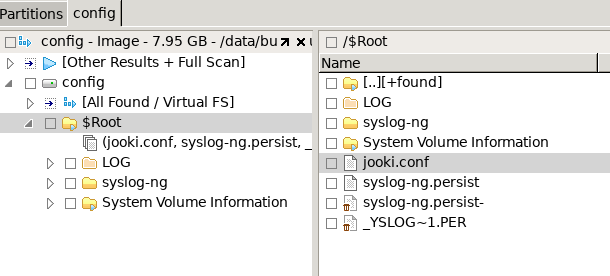 Partitions
config
config - Image - 7.95 GB - /data/bu
[Other Results + Full Scan]
config
[All Found / Virtual FS]
$Root
(jooki.conf, syslog-ng.persist, _
LOG
syslog-ng
System Volume Information
/$Root
Name
[..][+found]
LOG
syslog-ng
System Volume Information
jooki.conf
syslog-ng.persist
syslog-ng.persist-
_YSLOG~1.PER